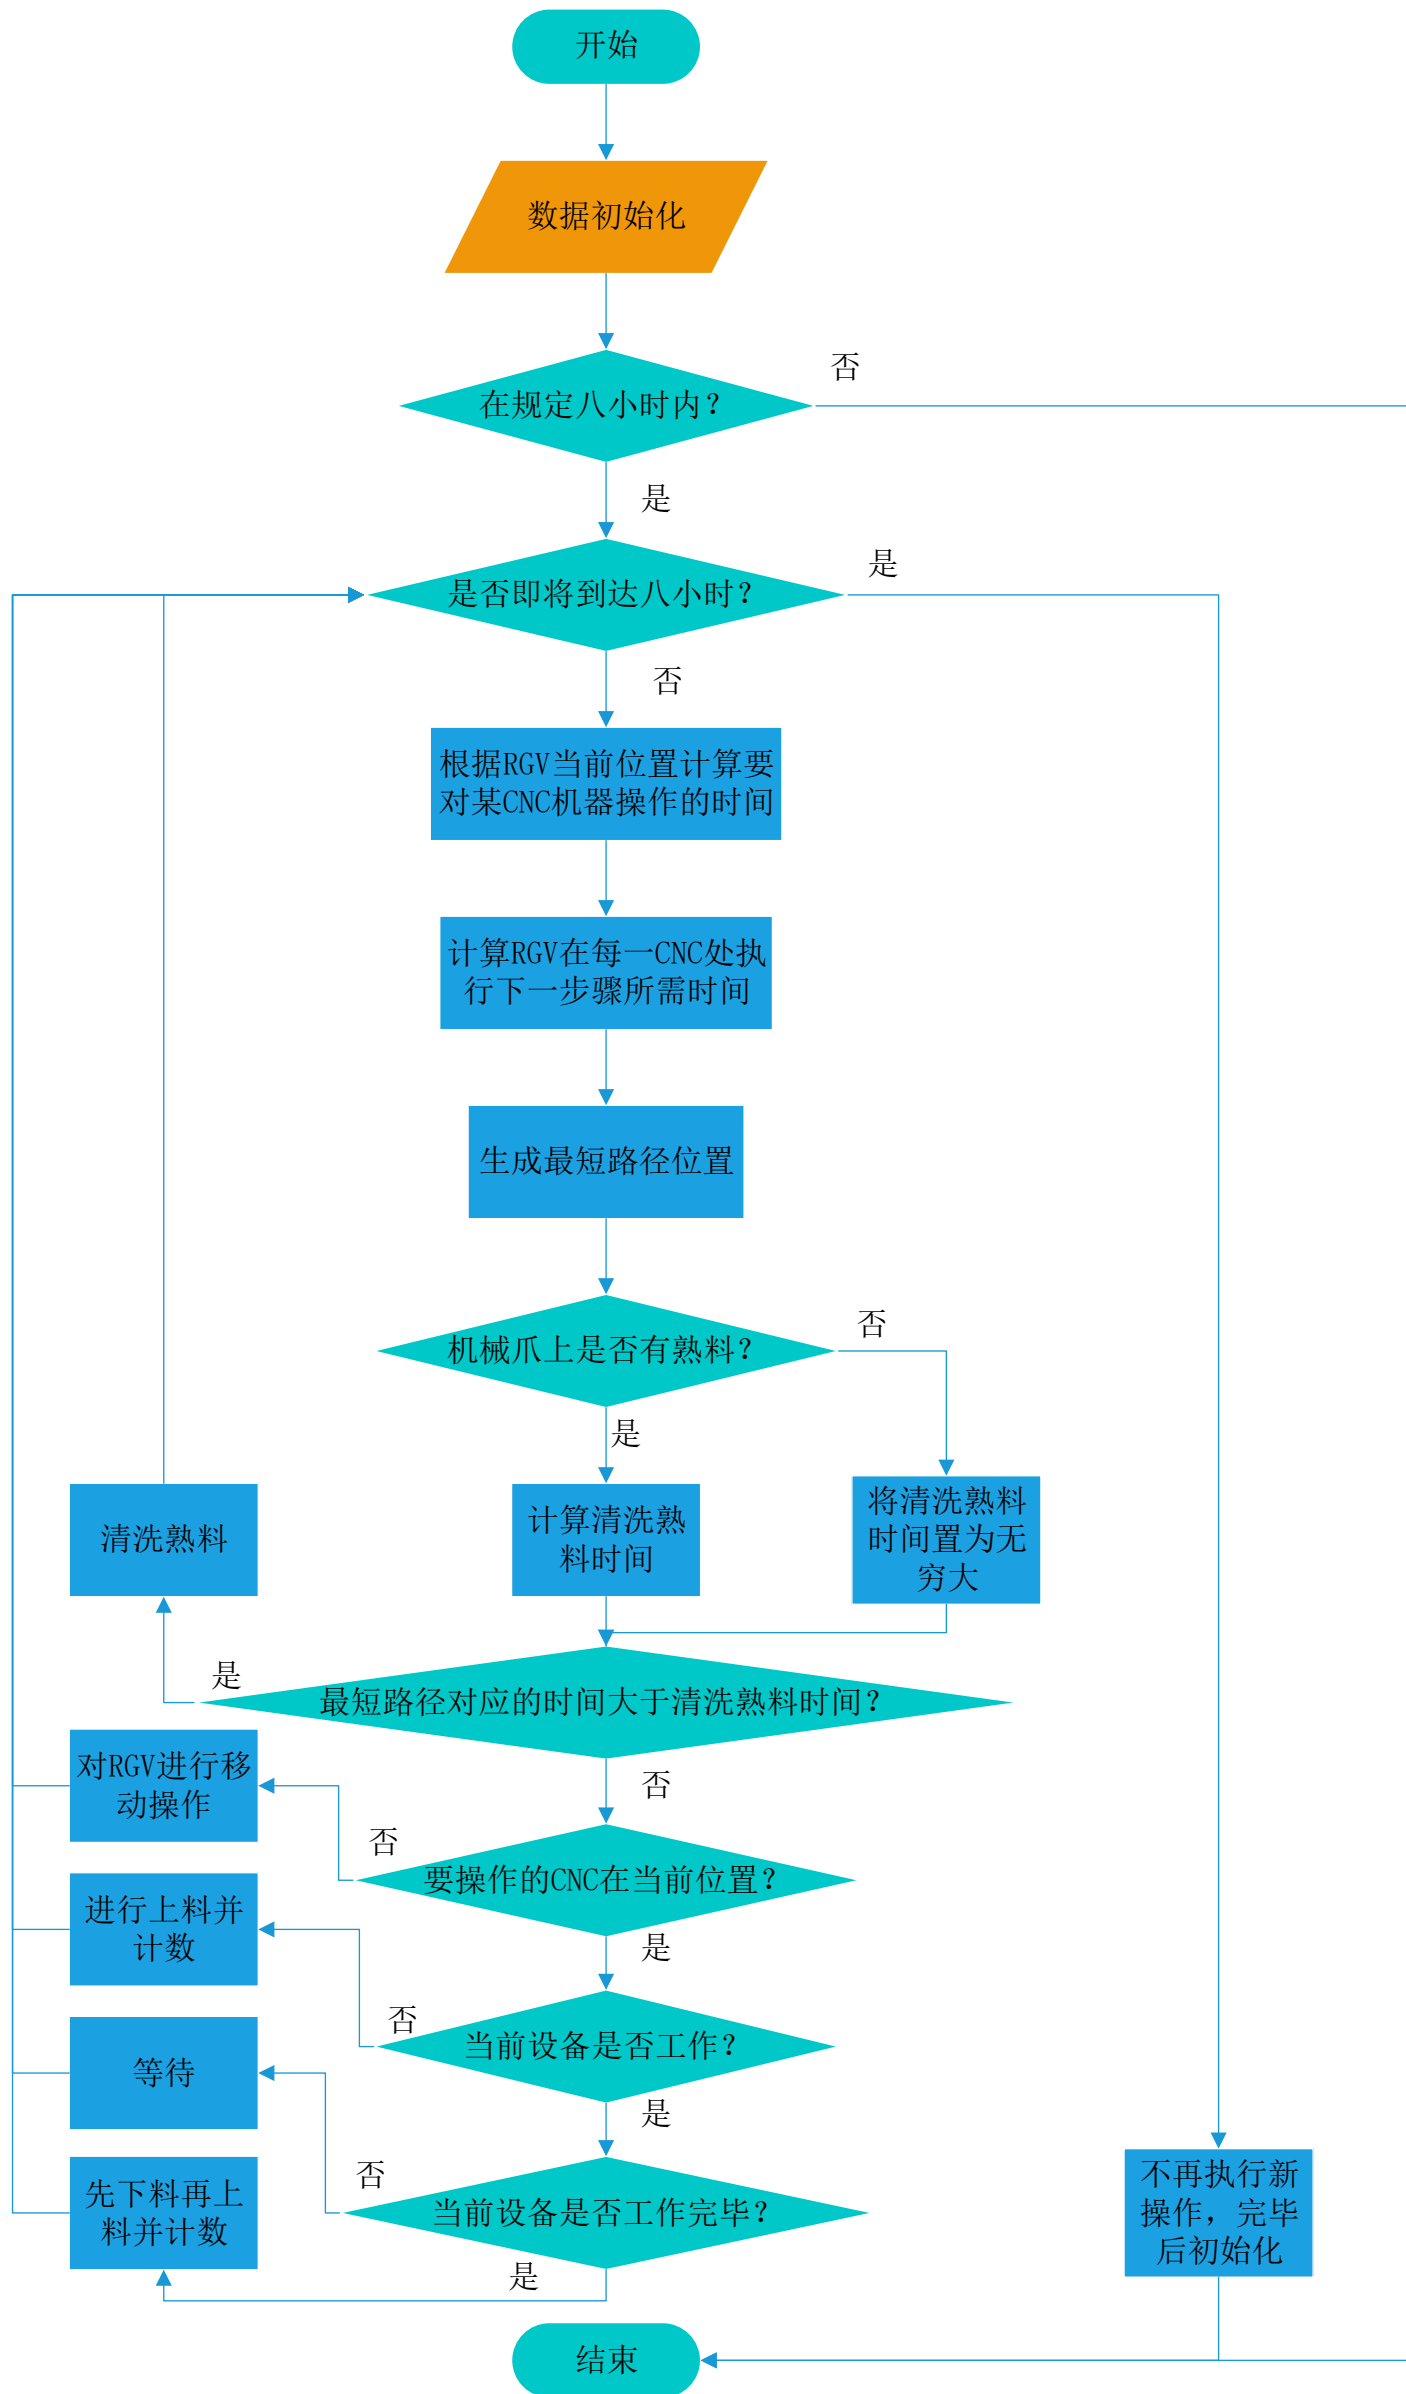 开始
数据初始化
否
在规定八小时内?
是
是
是否即将到达八小时?
否
根据RGV当前位置计算要
对某CNC机器操作的时间
计算RGV在每一CNC处执
行下一步骤所需时间
生成最短路径位置
否
机械爪上是否有熟料?
是
清洗熟料
计算清洗熟
料时间
将清洗熟料
时间置为无
穷大
是
最短路径对应的时间大于清洗熟料时间?
对RGV进行移
动操作
否
否
要操作的CNC在当前位置?
进行上料并
计数
是
否
当前设备是否工作?
等待
是
否
先下料再上
料并计数
当前设备是否工作完毕?
是
不再执行新
操作，完毕
后初始化
结束